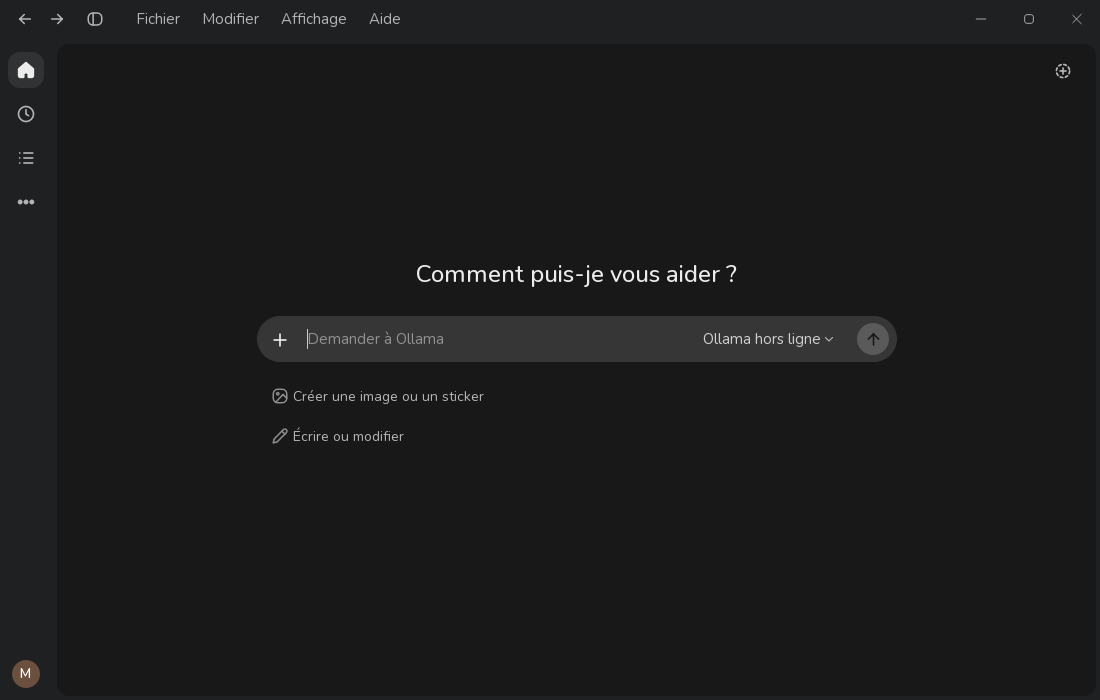 Fichier Modifier Affichage Aide
Comment puis-je vous aider ?
Demander à Ollama
Ollama hors ligne
Créer une image ou un sticker
Écrire ou modifier
M